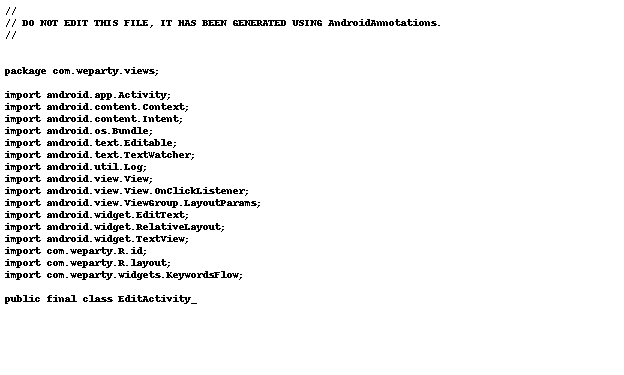 //
// DO NOT EDIT THIS FILE, IT HAS BEEN GENERATED USING AndroidAnnotations.
//
package com.weparty.views;
import android.app.Activity;
import android.content.Context;
import android.content.Intent;
import android.os.Bundle;
import android.text.Editable;
import android.text.TextWatcher;
import android.util.Log;
import android.view.View;
import android.view.View.OnClickListener;
import android.view.ViewGroup.LayoutParams;
import android.widget.EditText;
import android.widget.RelativeLayout;
import android.widget.TextView;
import com.weparty.R.id;
import com.weparty.R.layout;
import com.weparty.widgets.KeywordsFlow;
public final class EditActivity_